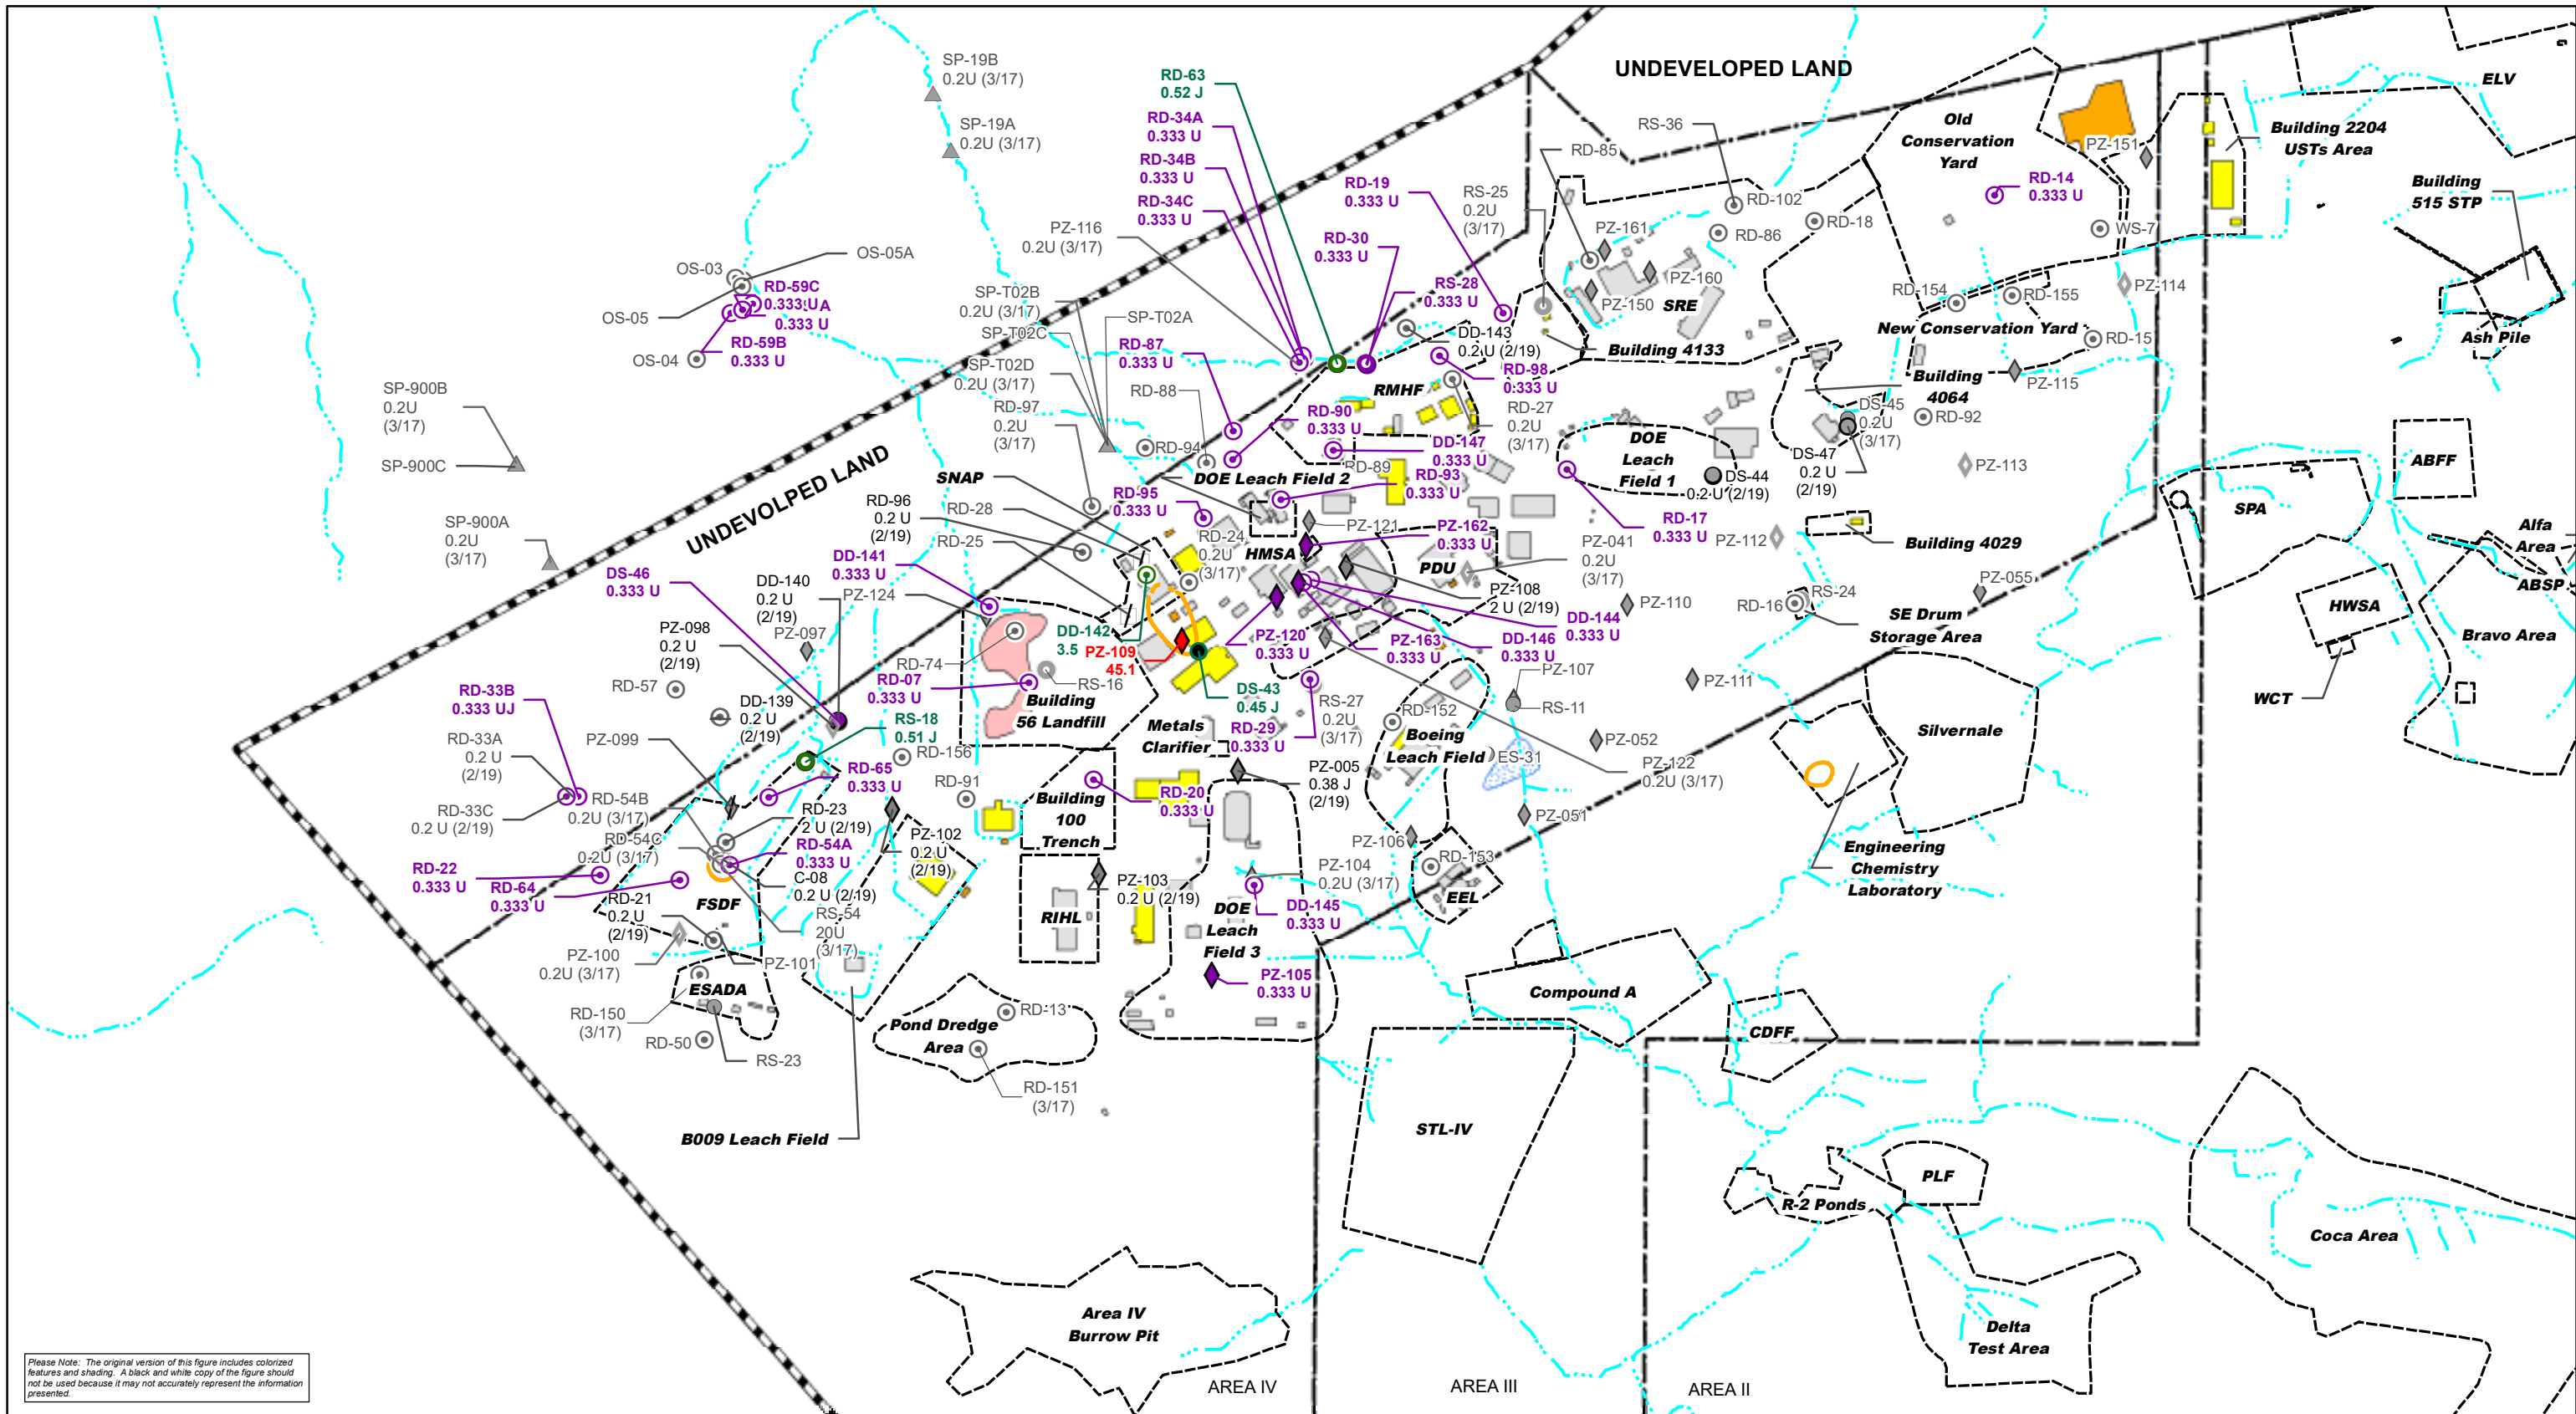 SP-19B
0.2U (3/17)
SP-19A
0.2U (3/17)
RD-63
0.52 J
RD-34A
0.333 U
RD-34B
0.333 U
RD-34C
0.333 U
PZ-116
0.2U (3/17)
UNDEVELOPED LAND
RD-19
0.333 U
RD-30
0.333 U
RS-28
0.333 U
RS-25
0.2U
(3/17)
RD-85
RS-36
RD-102
RD-86
RD-18
PZ-161
PZ-160
PZ-150
SRE
Building 4133
Old
Conservation
Yard
PZ-151
RD-14
0.333 U
WS-7
PZ-114
Building 2204
USTs Area
ELV
Building
515 STP
Ash Pile
RD-154
RD-155
New Conservation Yard
RD-15
PZ-115
Building
4064
DS-45
0.2U
(3/17)
RD-92
DS-47
0.2 U
(2/19)
PZ-113
OS-03
OS-05A
RD-59C
0.333 U
A
0.333 U
OS-05
RD-59B
0.333 U
OS-04
SP-T02B
0.2U (3/17)
SP-T02A
SP-T02C
SP-T02D
0.2U (3/17)
RD-87
0.333 U
RD-88
RD-97
0.2U
(3/17)
RD-94
DD-143
0.2U (2/19)
RD-98
0.333 U
RMHF
RD-27
0.2U
(3/17)
RD-90
0.333 U
DD-147
0.333 U
RD-89
RD-93
0.333 U
DOE Leach Field 2
DOE
Leach
Field 1
DS-44
0.2 U (2/19)
RD-17
0.333 U
SP-900B
0.2U
(3/17)
SP-900C
SP-900A
0.2U
(3/17)
UNDEVOLPED LAND
SNAP
RD-95
0.333 U
RD-96
0.2 U
(2/19)
RD-28
RD-25
RD-24
0.2U
(3/17)
PZ-121
HMSA
PZ-162
0.333 U
PDU
PZ-041
0.2U
(3/17)
PZ-108
2 U (2/19)
PZ-110
PZ-112
Building 4029
RS-24
RD-16
PZ-055
SE Drum
Storage Area
SPA
ABFF
Alfa
Area
ABSP
HWSA
Bravo Area
WCT
DD-141
0.333 U
DS-46
0.333 U
DD-140
0.2 U
(2/19)
PZ-124
PZ-097
PZ-098
0.2 U
(2/19)
DD-142
3.5
PZ-109
45.1
PZ-120
0.333 U
PZ-163
0.333 U
DD-146
0.333 U
DD-144
0.333 U
RD-74
RS-16
RD-07
0.333 U
Building
56 Landfill
RD-57
DD-139
0.2 U
(2/19)
RS-18
0.51 J
RD-156
DS-43
0.45 J
Metals
Clarifier
RD-29
0.333 U
RS-27
0.2U
(3/17)
RD-152
Boeing
Leach Field
PZ-107
RS-11
ES-31
PZ-052
PZ-111
PZ-122
0.2U (3/17)
Silvernale
RD-33B
0.333 UJ
RD-33A
0.2 U
(2/19)
RD-33C
0.2 U (2/19)
PZ-099
RD-65
0.333 U
RD-91
RD-54B
0.2U (3/17)
RD-54C
0.2U (3/17)
RD-23
2 U (2/19)
RD-54A
0.333 U
C-08
0.2 U (2/19)
PZ-102
0.2 U
(2/19)
Building
100
Trench
RD-20
0.333 U
PZ-005
0.38 J
(2/19)
PZ-051
PZ-106
RD-153
EEL
Engineering
Chemistry
Laboratory
RD-22
0.333 U
RD-64
0.333 U
FSDF
RD-21
0.2 U
(2/19)
RS-54
20U
(3/17)
PZ-100
0.2U (3/17)
PZ-101
ESADA
RD-150
(3/17)
RD-50
RS-23
RIHL
PZ-103
0.2 U (2/19)
PZ-104
0.2U (3/17)
DOE
Leach
Field 3
DD-145
0.333 U
PZ-105
0.333 U
Pond Dredge
Area
RD-13
RD-151
(3/17)
B009 Leach Field
Compound A
CDFF
STL-IV
PLF
R-2 Ponds
Coca Area
Delta
Test Area
Area IV
Burrow Pit
AREA IV
AREA III
AREA II
Please Note: The original version of this figure includes colorized
features and shading. A black and white copy of the figure should
not be used because it may not accurately represent the information
presented.